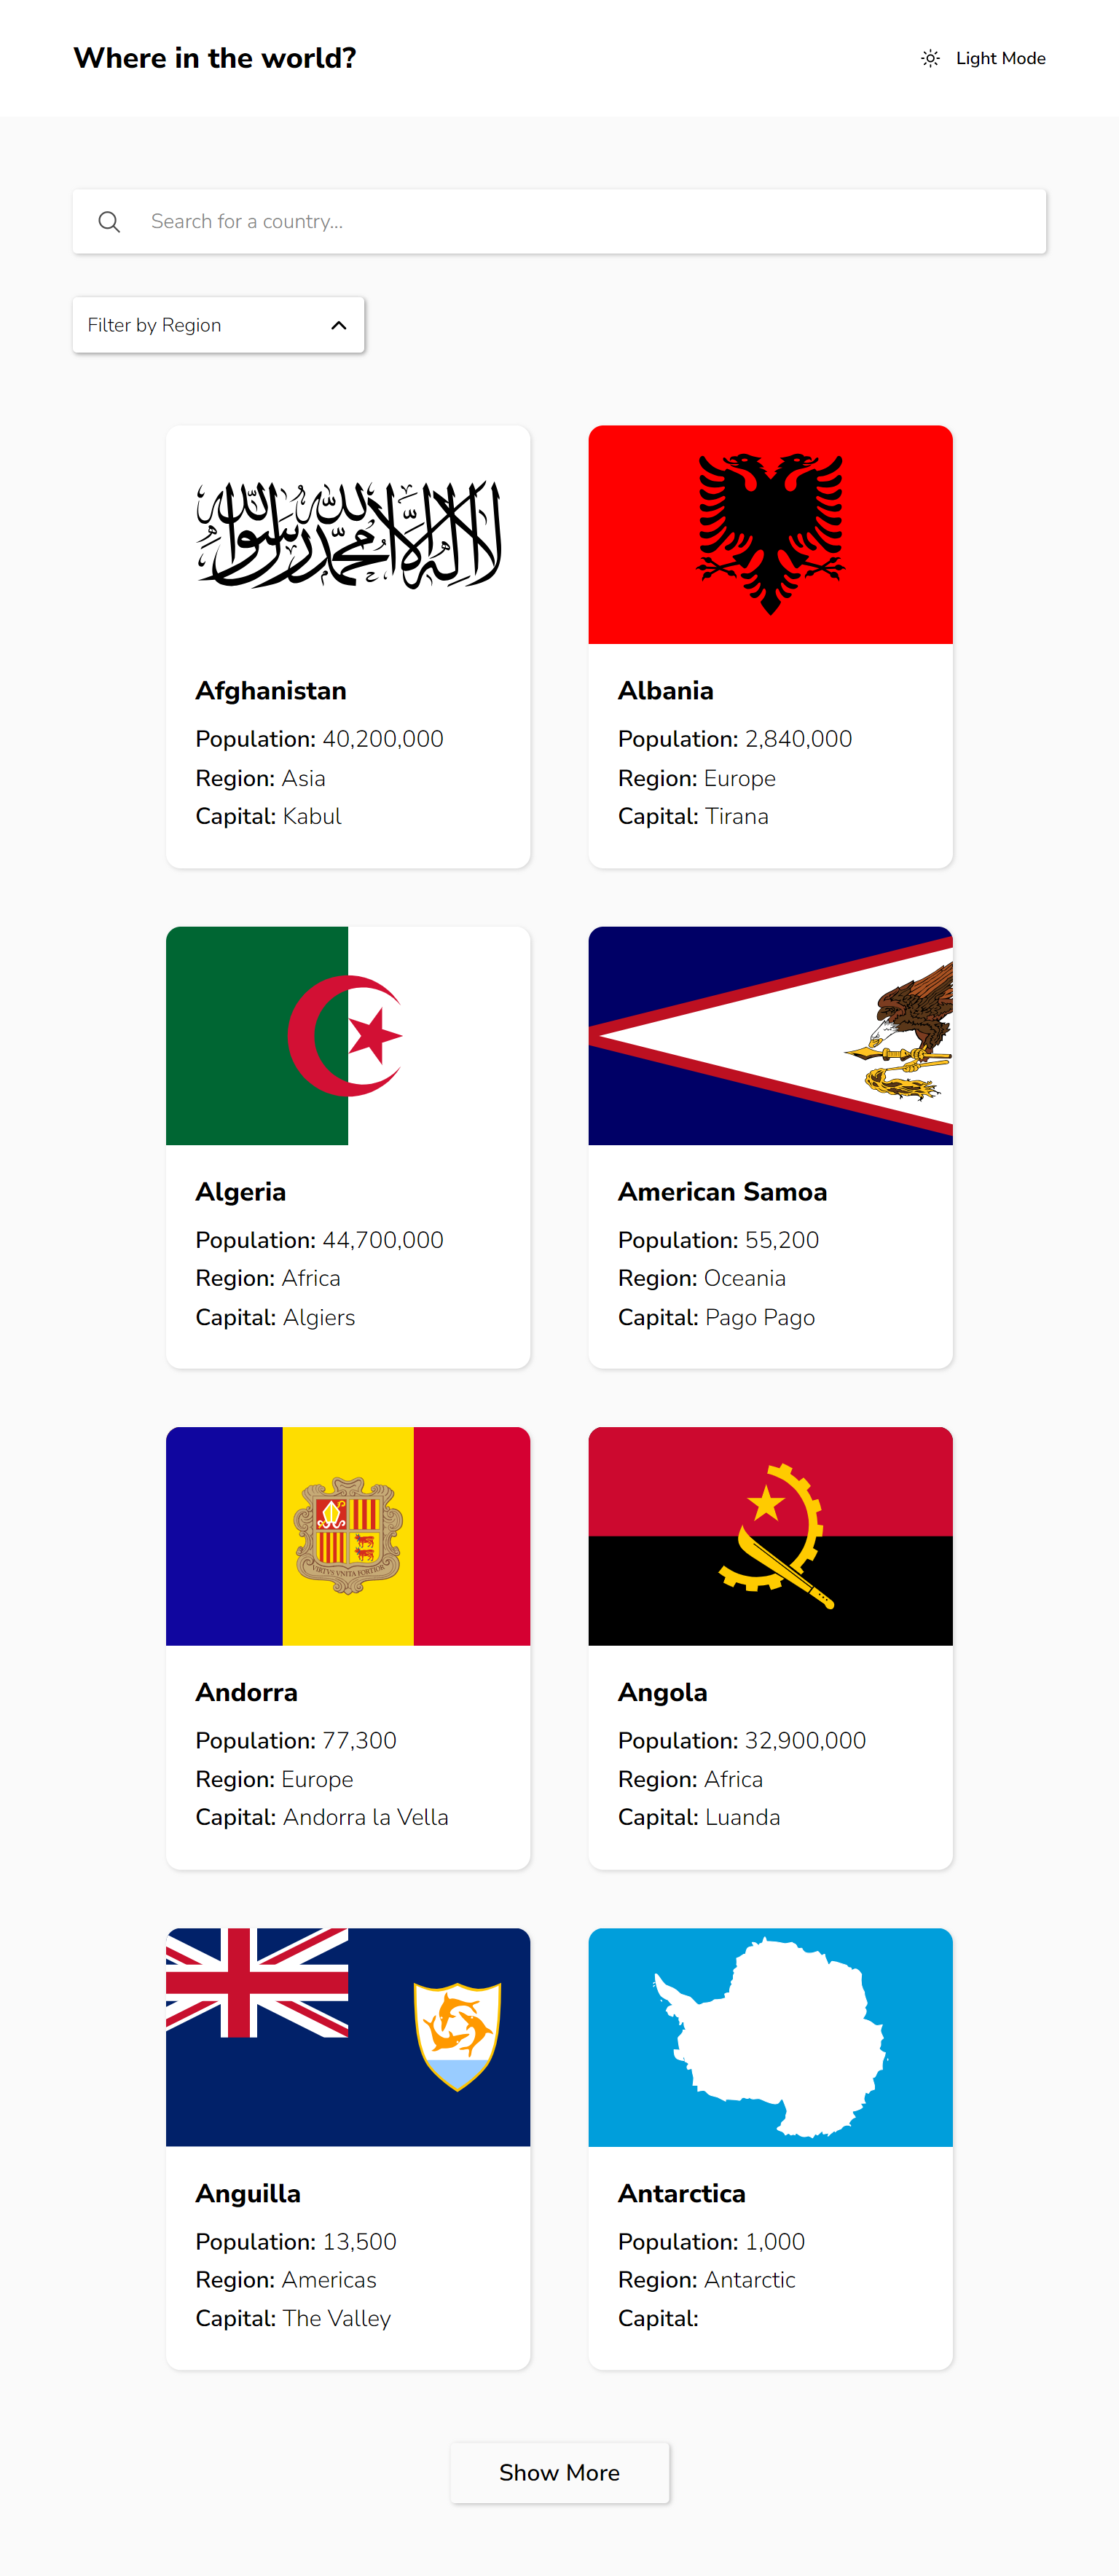 Where in the world?
Light Mode
Search for a country...
Filter by Region
لا إله إلا الله محمد رسول الله
Afghanistan
Population: 40,200,000
Region: Asia
Capital: Kabul
Albania
Population: 2,840,000
Region: Europe
Capital: Tirana
Algeria
Population: 44,700,000
Region: Africa
Capital: Algiers
American Samoa
Population: 55,200
Region: Oceania
Capital: Pago Pago
VIRTVS VNITA FORTIOR
Andorra
Population: 77,300
Region: Europe
Capital: Andorra la Vella
Angola
Population: 32,900,000
Region: Africa
Capital: Luanda
Anguilla
Population: 13,500
Region: Americas
Capital: The Valley
Antarctica
Population: 1,000
Region: Antarctic
Capital:
Show More